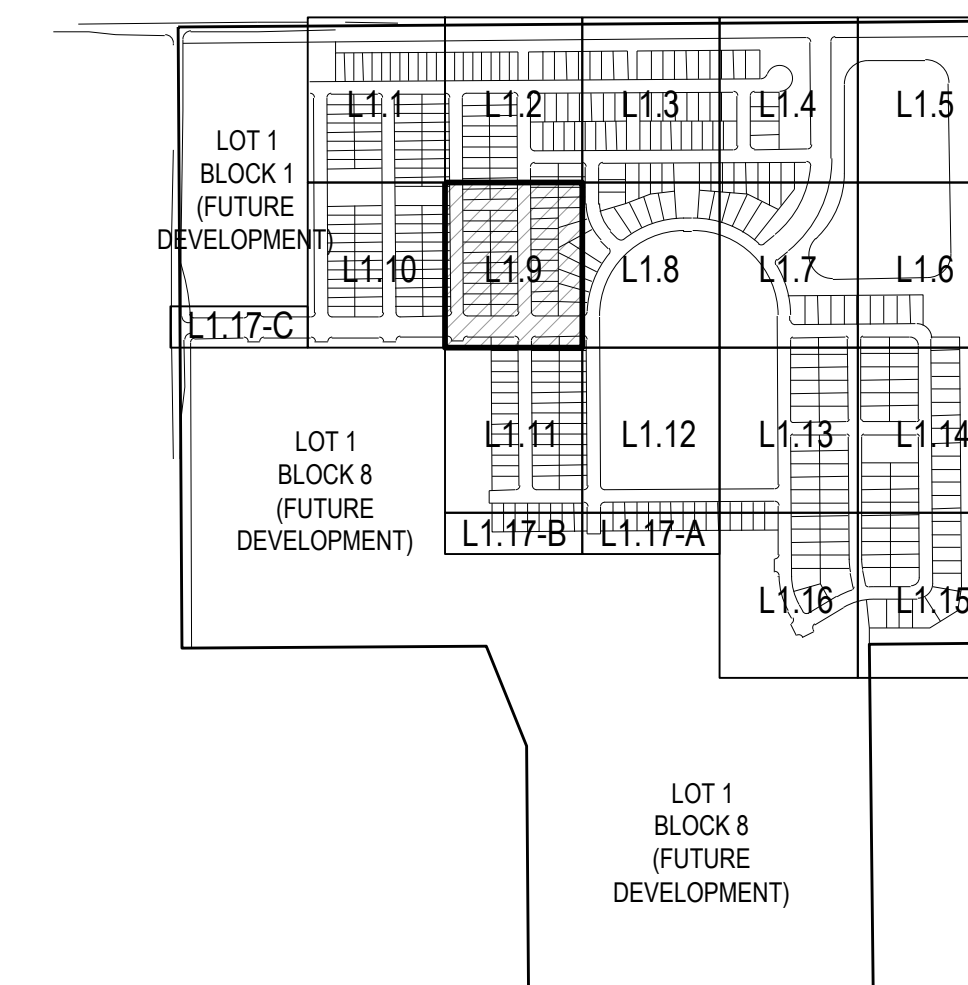 L1.1
L1.2
L1.3
L1.4
L1.5
LOT 1
BLOCK 1
(FUTURE
DEVELOPMENT)
L1.10
L1.9
L1.8
L1.7
L1.6
L1.17-C
LOT 1
BLOCK 8
(FUTURE
DEVELOPMENT)
L1.11
L1.12
L1.13
L1.14
L1.17-B
L1.17-A
L1.16
L1.15
LOT 1
BLOCK 8
(FUTURE
DEVELOPMENT)